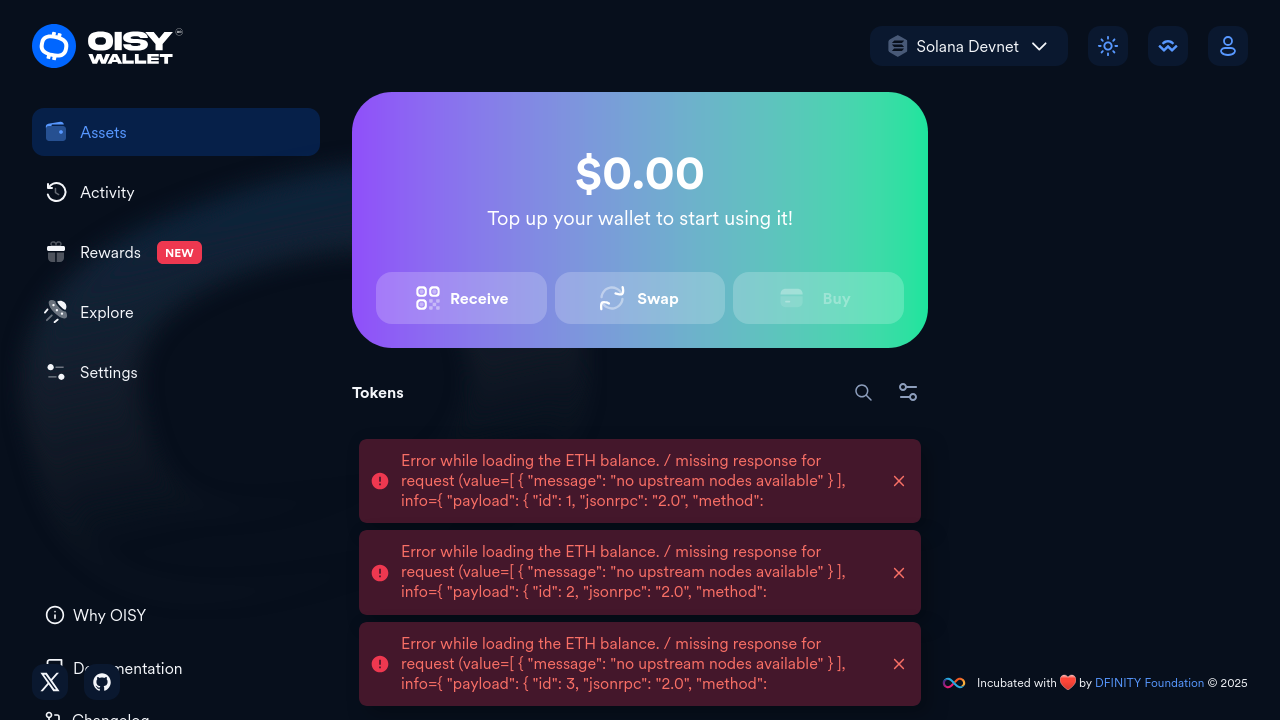 OISY
WALLET
Solana Devnet
Assets
Activity
Rewards NEW
Explore
Settings
$0.00
Top up your wallet to start using it!
Receive
Swap
Buy
Tokens
Error while loading the ETH balance. / missing response for
request (value=[ { "message": "no upstream nodes available" } ],
info={ "payload": { "id": 1, "jsonrpc": "2.0", "method":
Error while loading the ETH balance. / missing response for
request (value=[ { "message": "no upstream nodes available" } ],
info={ "payload": { "id": 2, "jsonrpc": "2.0", "method":
Error while loading the ETH balance. / missing response for
request (value=[ { "message": "no upstream nodes available" } ],
info={ "payload": { "id": 3, "jsonrpc": "2.0", "method":
Why OISY
Documentation
Changelog
Incubated with ❤️ by DFINITY Foundation © 2025